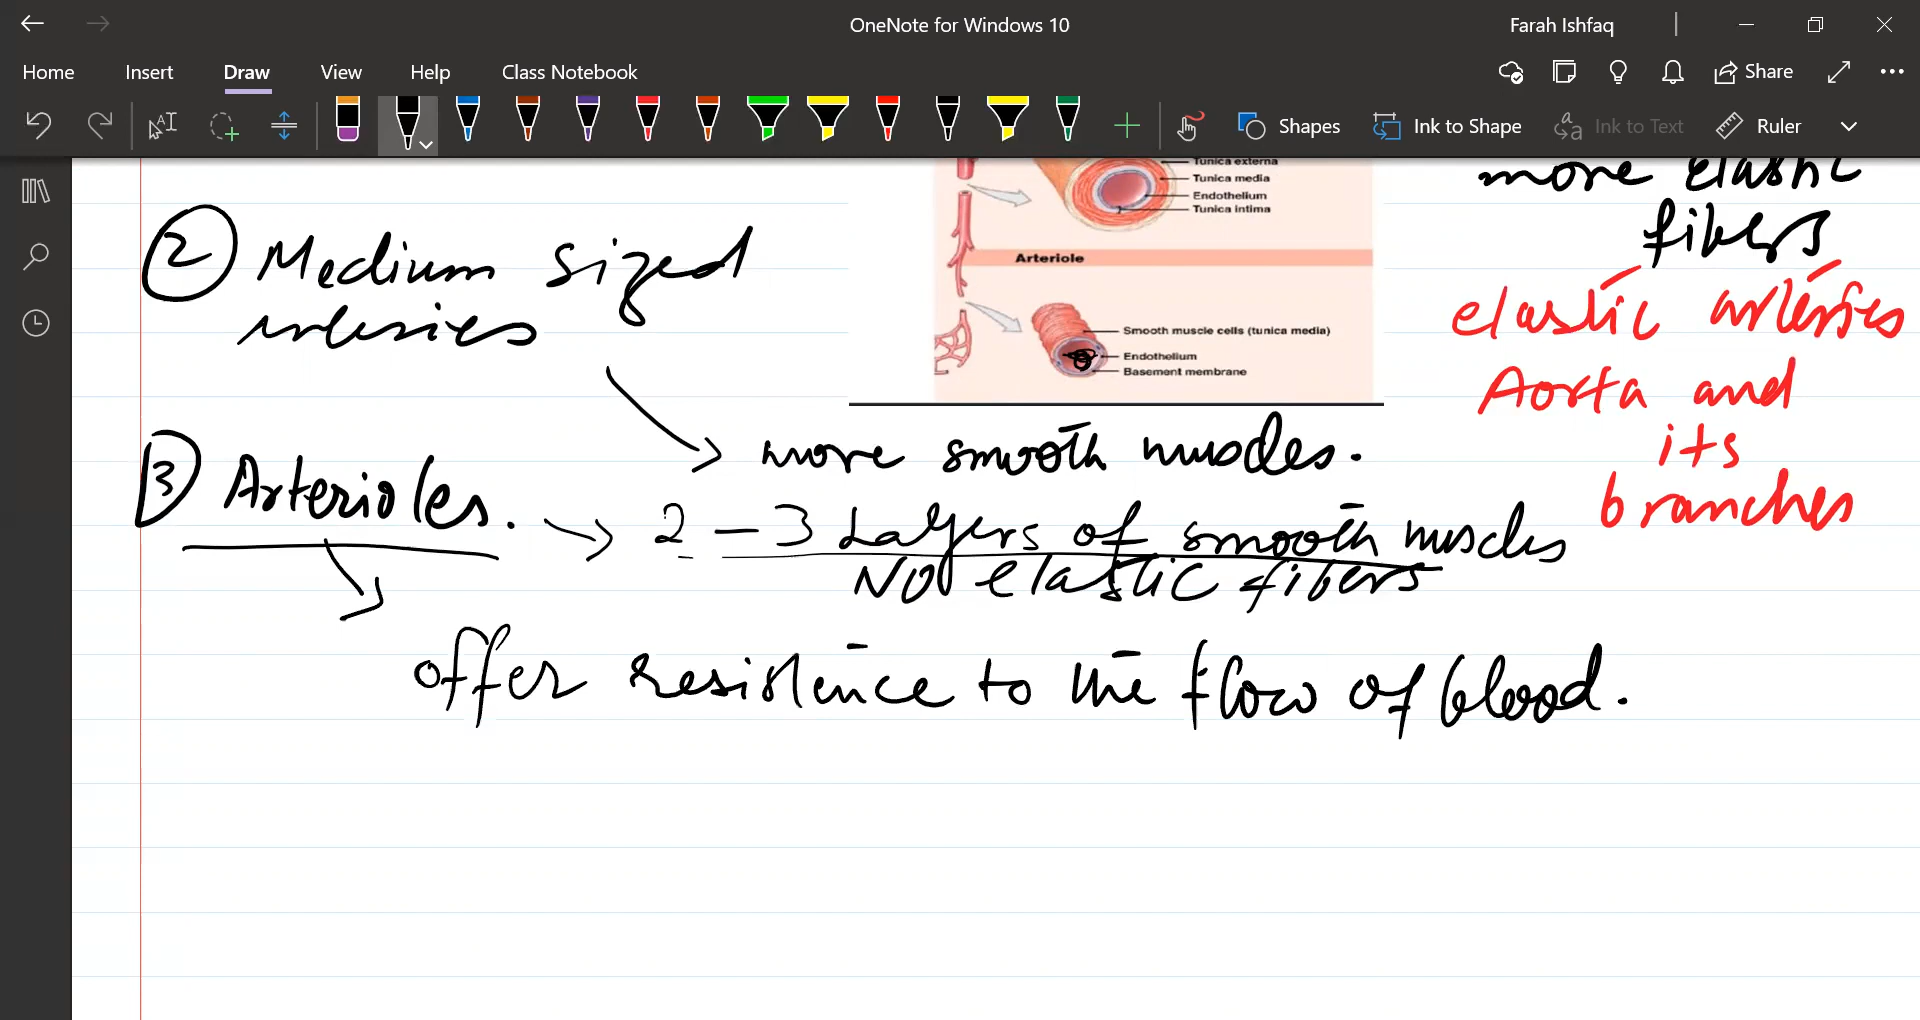 OneNote for Windows 10
Farah Ishfaq
Home Insert Draw View Help Class Notebook
Share
Shapes Ink to Shape Ink to Text Ruler
Tunica externa
Tunica media
Endothelium
Tunica intima
more elastic
fibers
② Medium sized
arteries
Arteriole
Smooth muscle cells (tunica media)
Endothelium
Basement membrane
elastic arteries
Aorta and
its
branches
more smooth muscles.
③ Arterioles. → 2 – 3 Layers of smooth muscles
NO elastic fibers
offer resistence to the flow of blood.